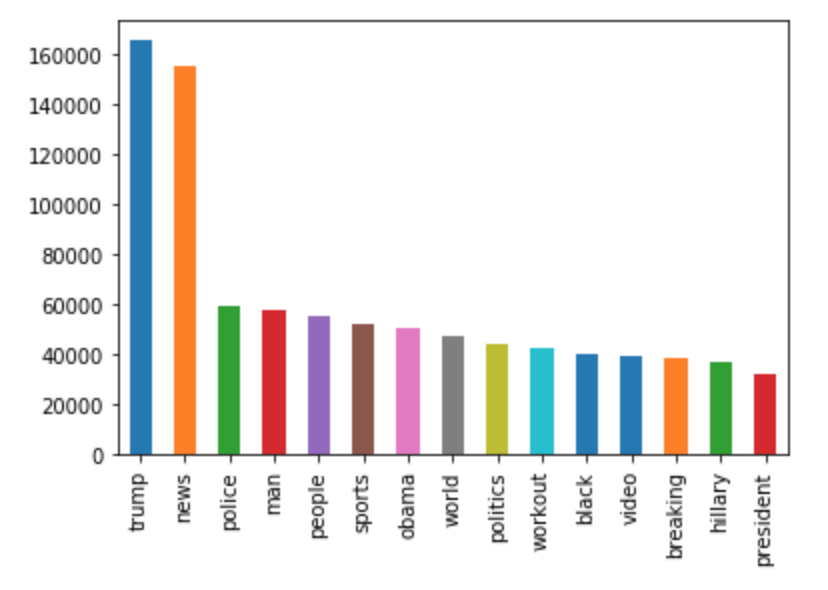 160000
140000
120000
100000
80000
60000
40000
20000
0
trump
news
police
man
people
sports
obama
world
politics
workout
black
video
breaking
hillary
president